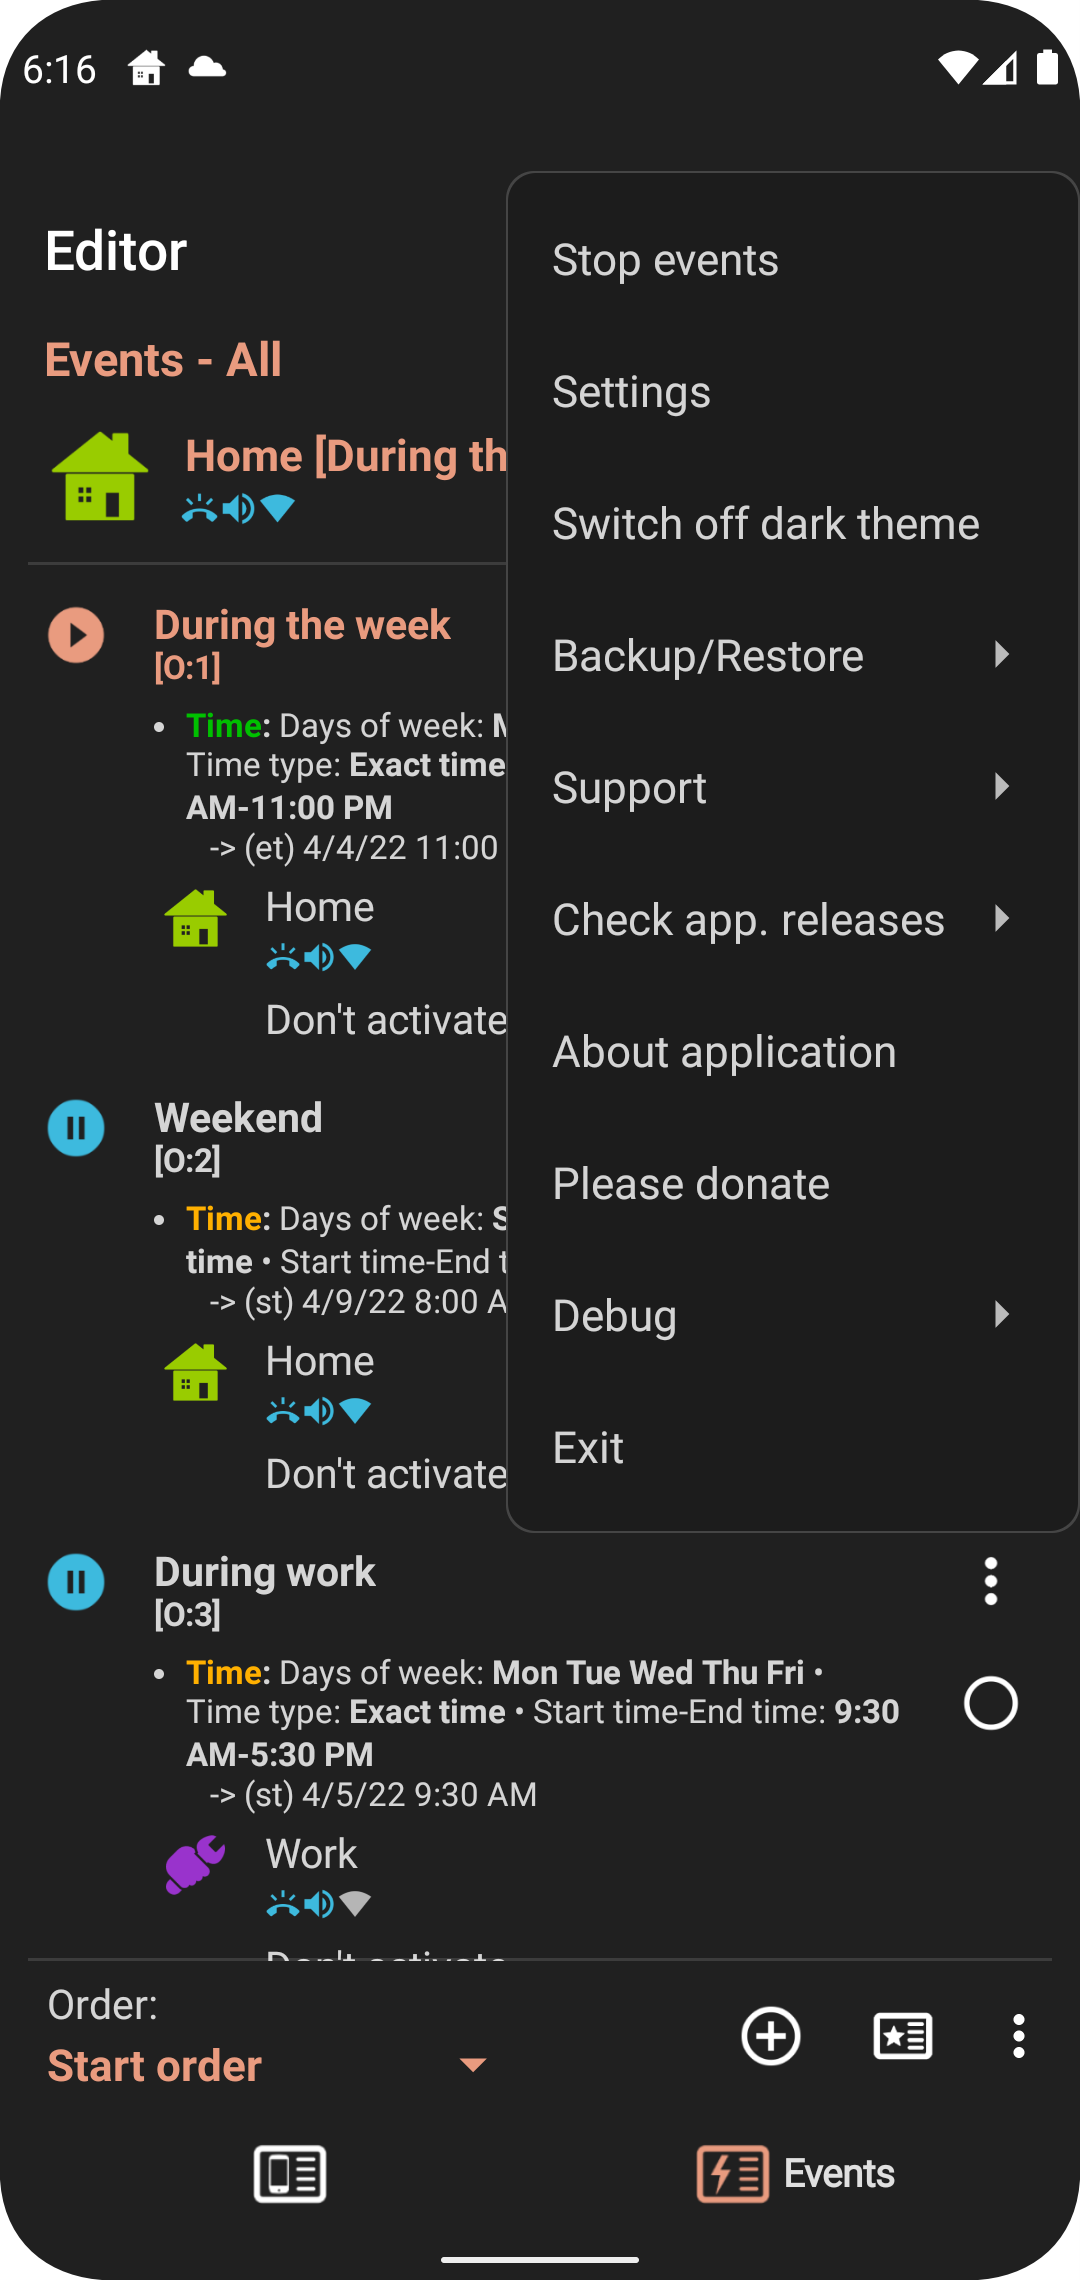 6:16
Editor
Events - All
Home [During th
During the week
[O:1]
• Time: Days of week:
Time type: Exact time
AM-11:00 PM
-> (et) 4/4/22 11:00
Home
Don't activate
Weekend
[O:2]
• Time: Days of week: S
time • Start time-End t
-> (st) 4/9/22 8:00 A
Home
Don't activate
Stop events
Settings
Switch off dark theme
Backup/Restore
Support
Check app. releases
About application
Please donate
Debug
Exit
During work
[O:3]
• Time: Days of week: Mon Tue Wed Thu Fri •
Time type: Exact time • Start time-End time: 9:30
AM-5:30 PM
-> (st) 4/5/22 9:30 AM
Work
Don't activate
Order:
Start order
Events